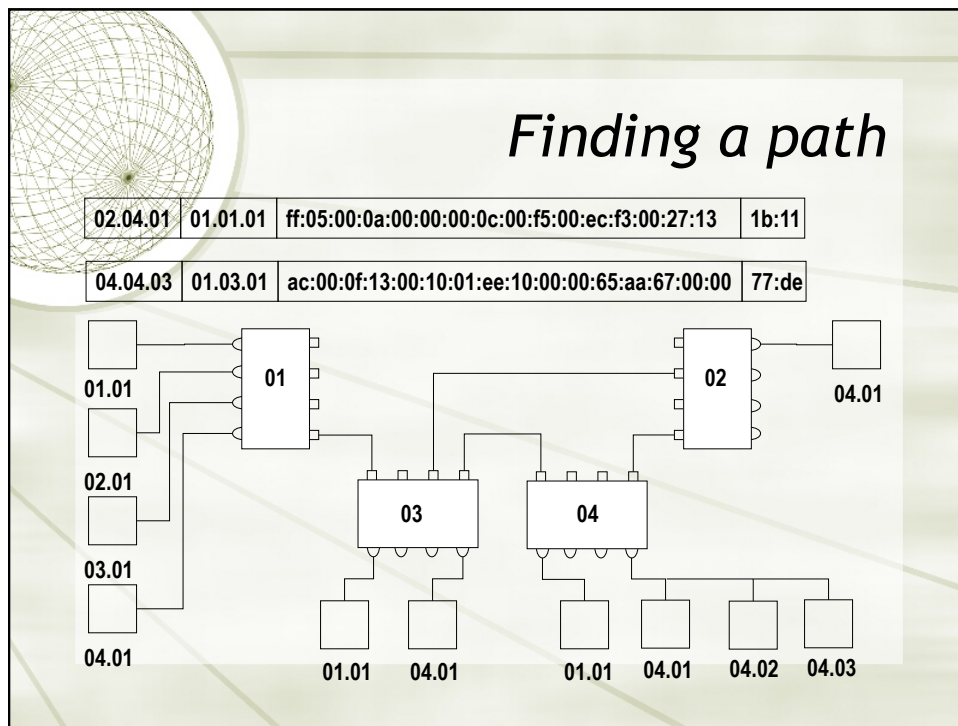 Finding a path
02.04.01 01.01.01 ff:05:00:0a:00:00:00:0c:00:f5:00:ec:f3:00:27:13 1b:11
04.04.03 01.03.01 ac:00:0f:13:00:10:01:ee:10:00:00:65:aa:67:00:00 77:de
01 02
01.01 04.01
02.01
03 04
03.01
04.01
01.01 04.01 01.01 04.01 04.02 04.03